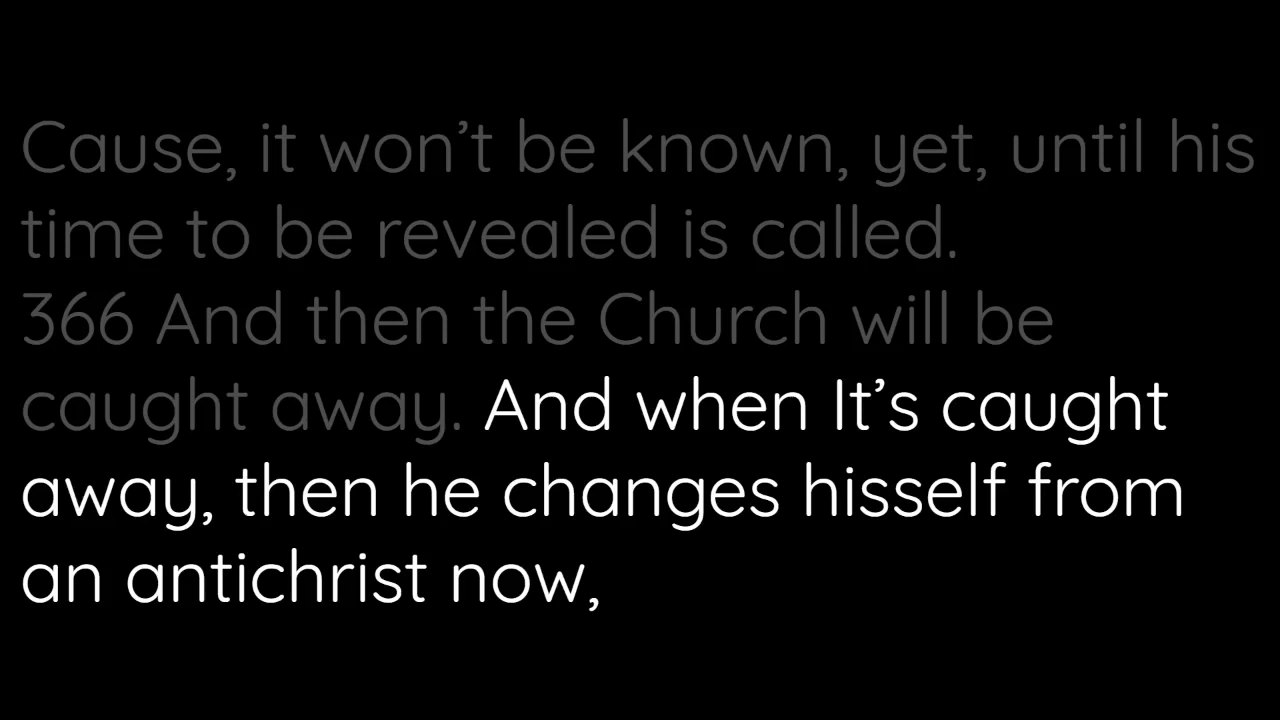 Cause, it won’t be known, yet, until his
time to be revealed is called.
366 And then the Church will be
caught away. And when It’s caught
away, then he changes hisself from
an antichrist now,